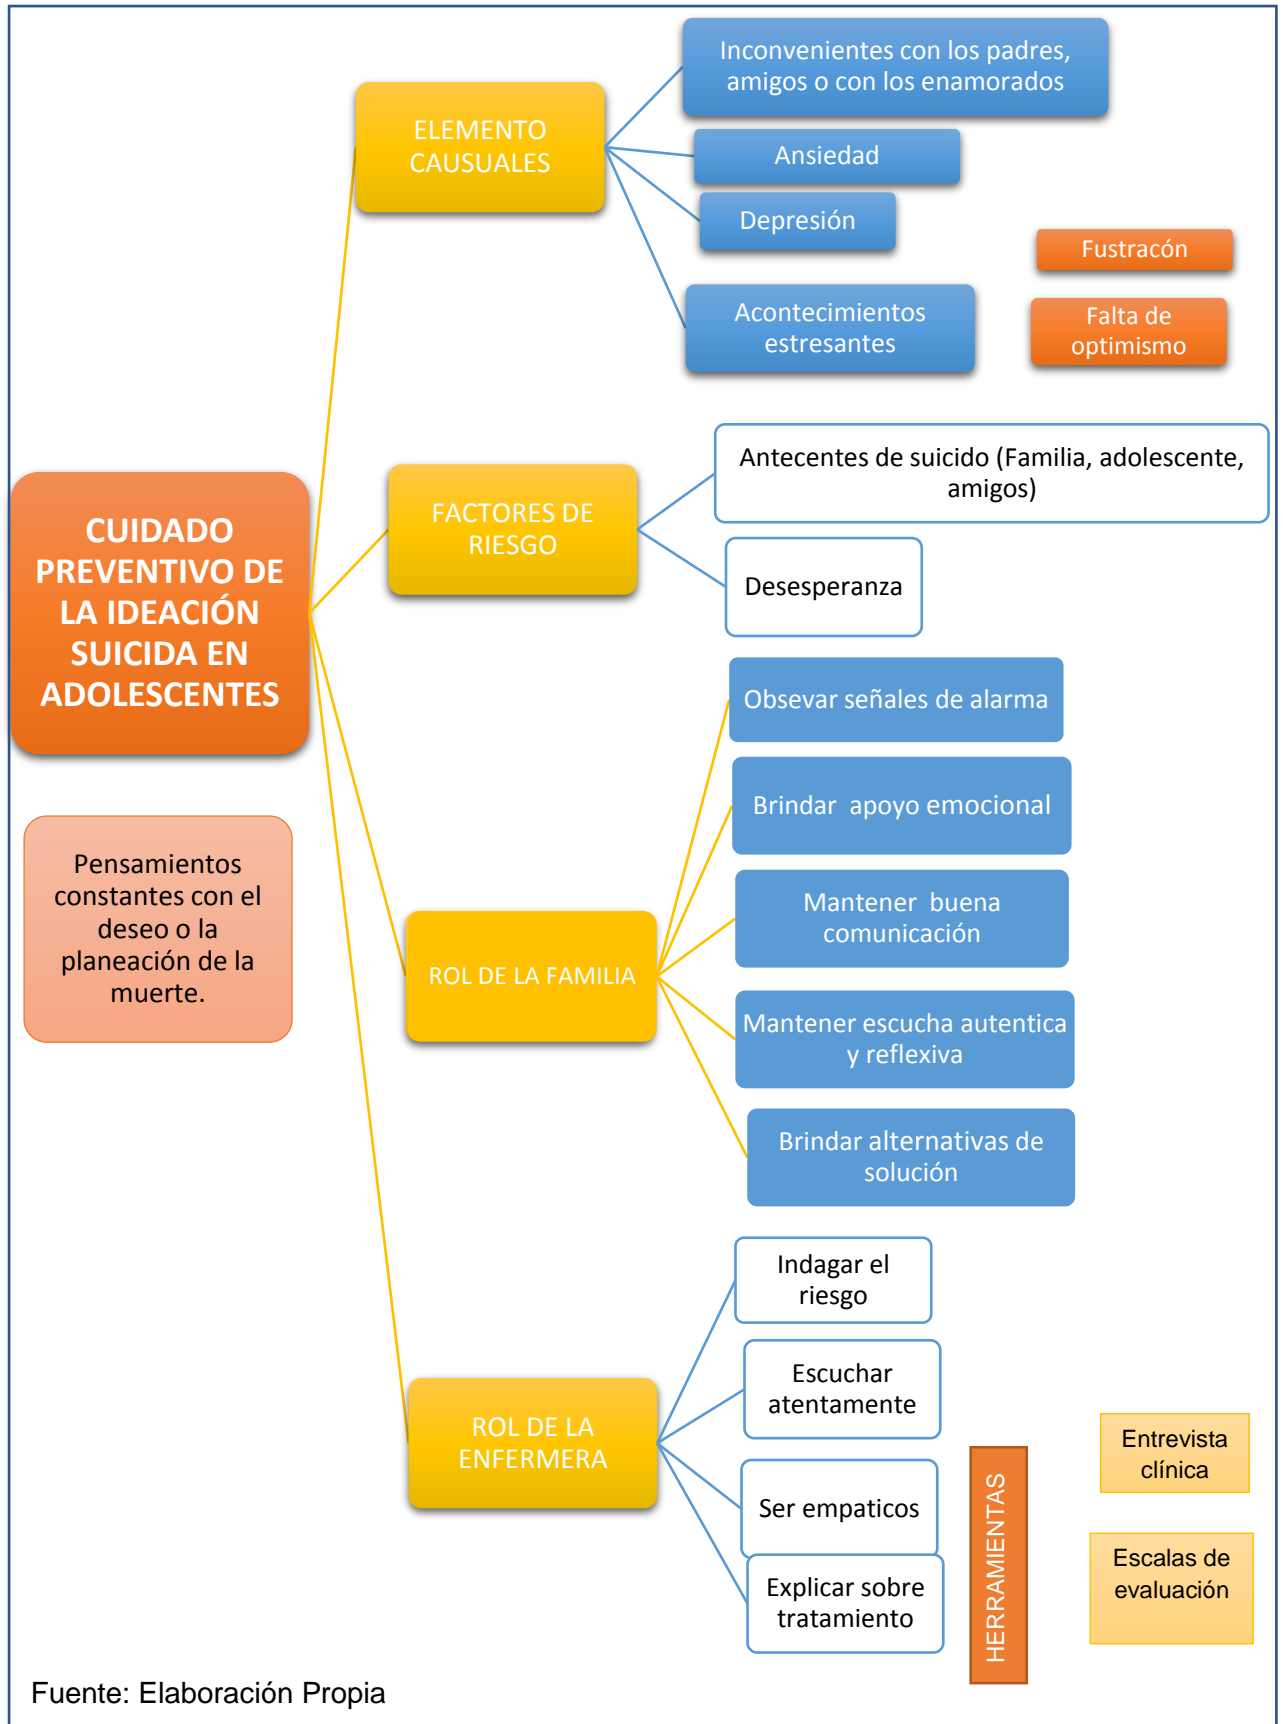 Inconvenientes con los padres,
amigos o con los enamorados
ELEMENTO
CAUSUALES
Ansiedad
Depresión
Fustracón
Acontecimientos
estresantes
Falta de
optimismo
CUIDADO
PREVENTIVO DE
LA IDEACIÓN
SUICIDA EN
ADOLESCENTES
Pensamientos
constantes con el
deseo o la
planeación de la
muerte.
FACTORES DE
RIESGO
Antecentes de suicido (Familia, adolescente,
amigos)
Desesperanza
ROL DE LA FAMILIA
Obsevar señales de alarma
Brindar apoyo emocional
Mantener buena
comunicación
Mantener escucha autentica
y reflexiva
Brindar alternativas de
solución
ROL DE LA
ENFERMERA
Indagar el
riesgo
Escuchar
atentamente
Ser empaticos
Explicar sobre
tratamiento
HERRAMIENTAS
Entrevista
clínica
Escalas de
evaluación
Fuente: Elaboración Propia